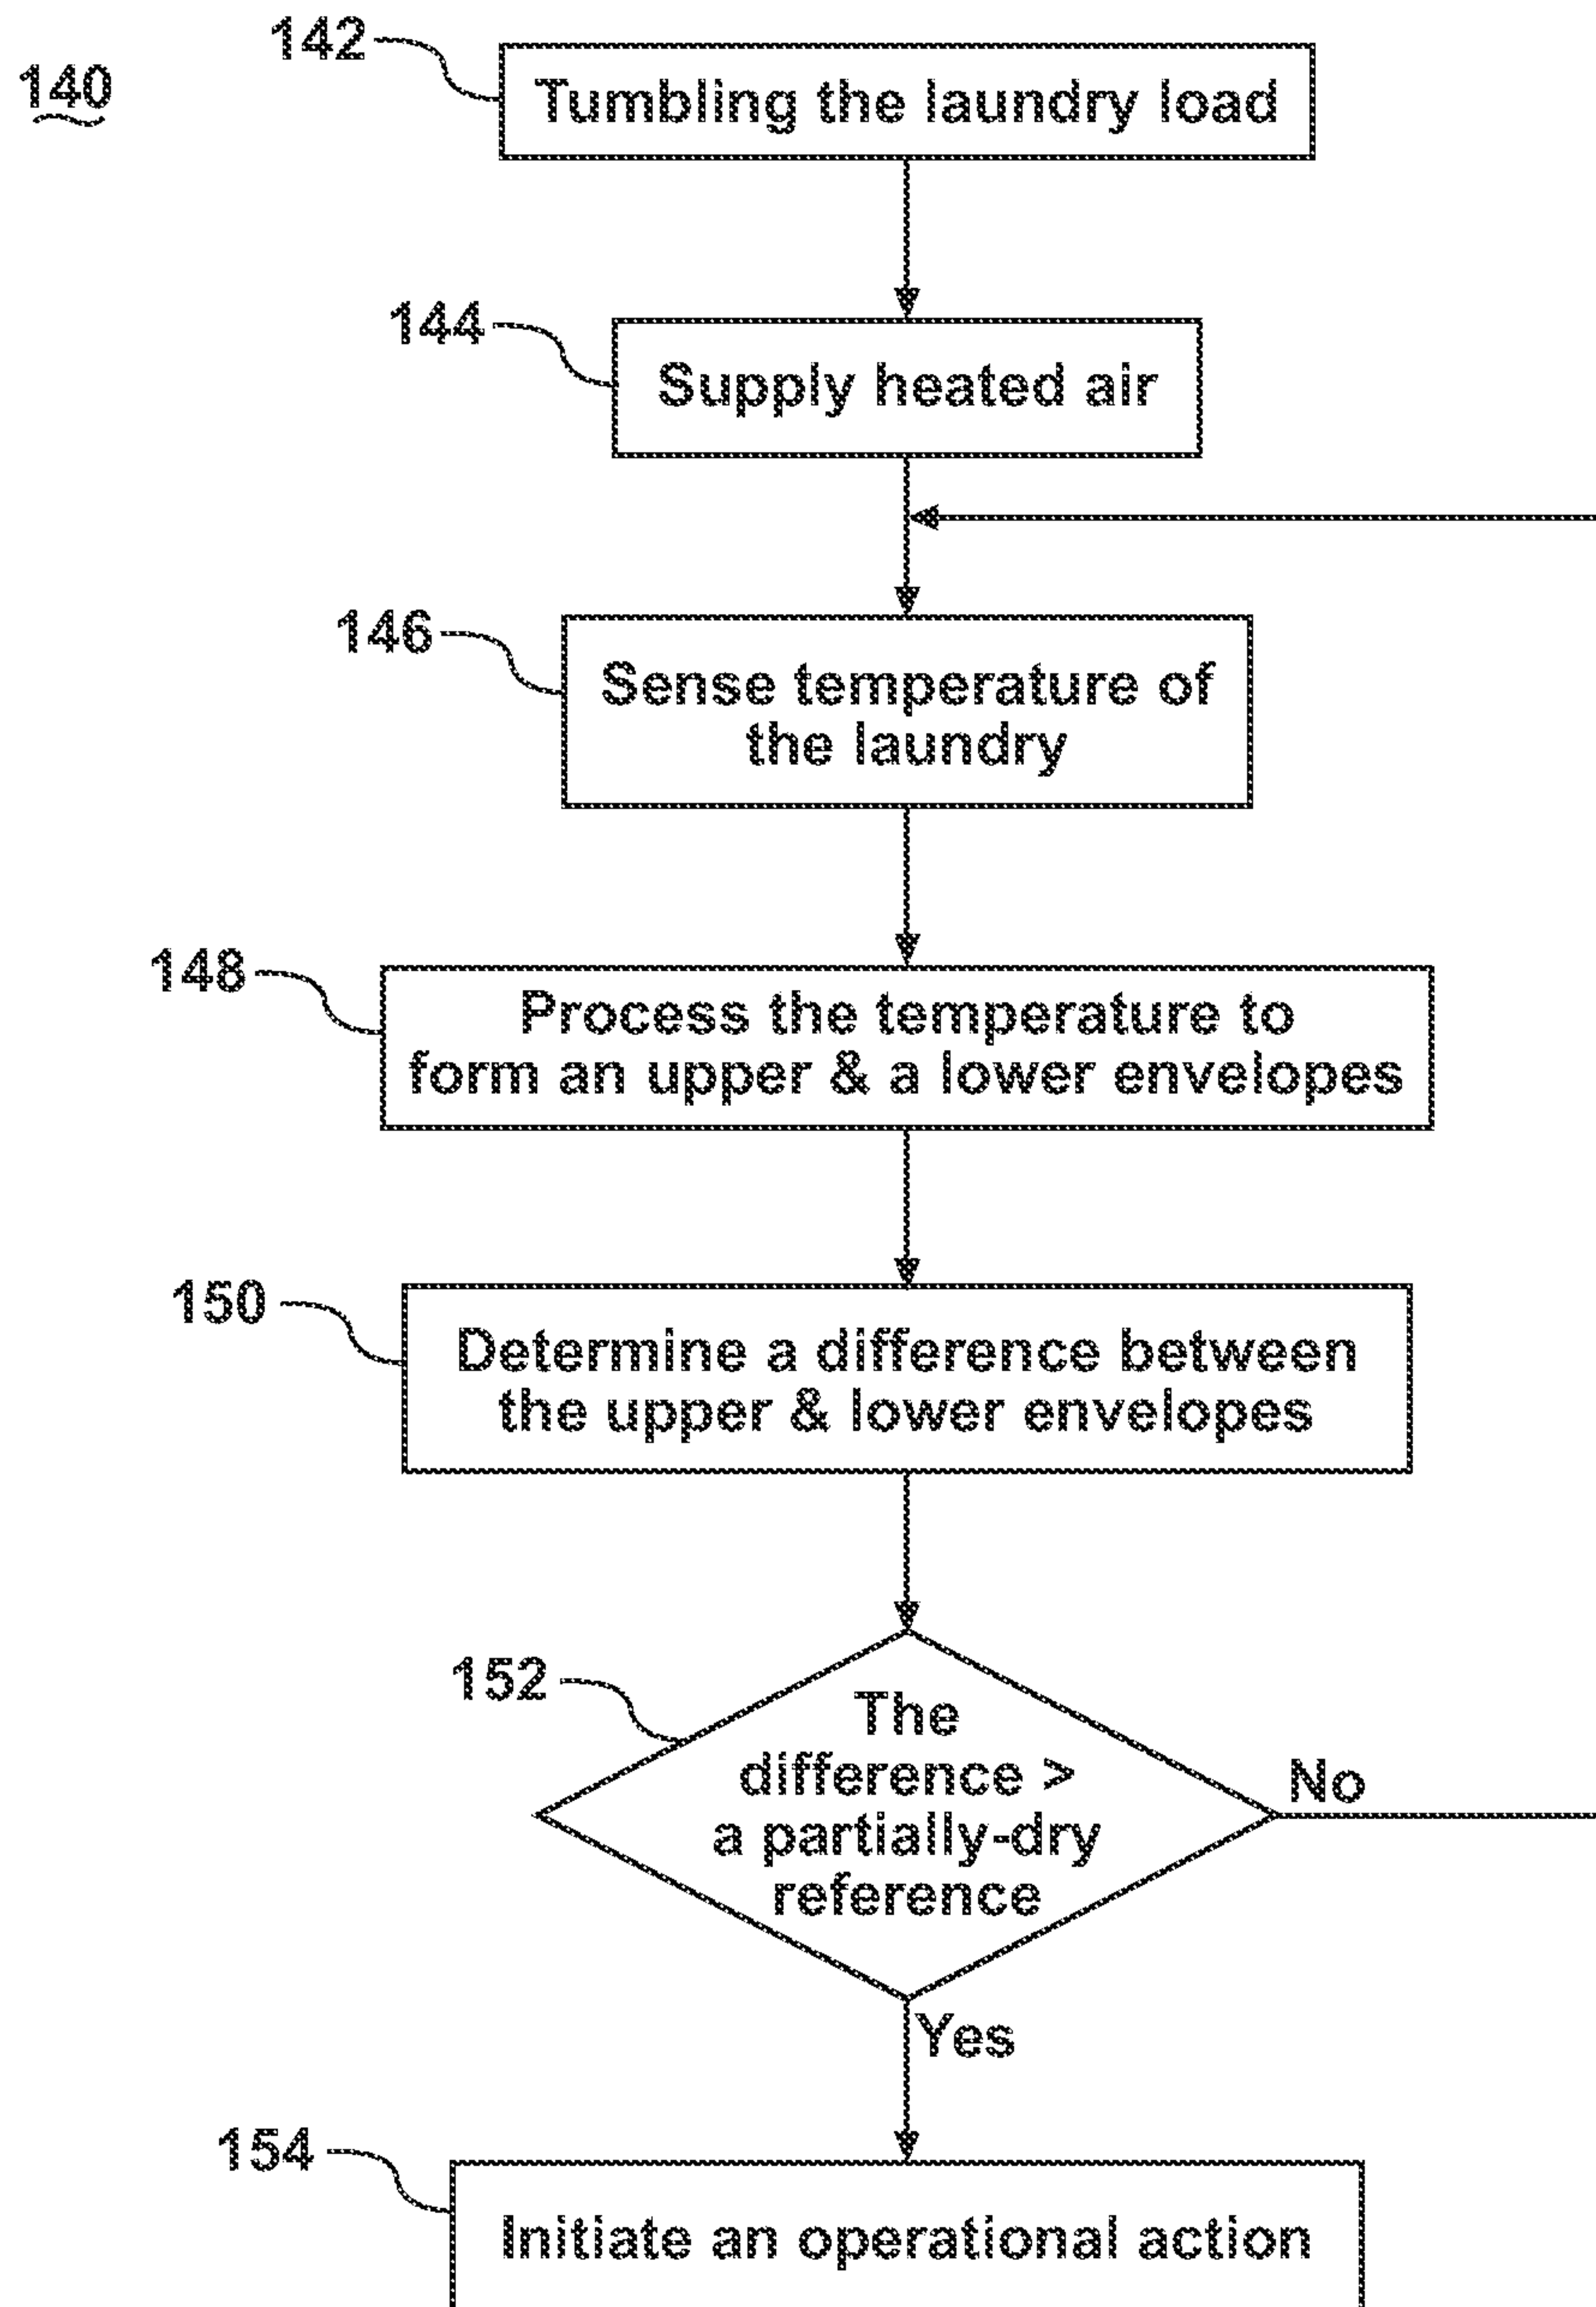 140
142
Tumbling the laundry load
144
Supply heated air
146
Sense temperature of
the laundry
148
Process the temperature to
form an upper & a lower envelopes
150
Determine a difference between
the upper & lower envelopes
152
The
difference >
a partially-dry
reference
No
Yes
154
Initiate an operational action